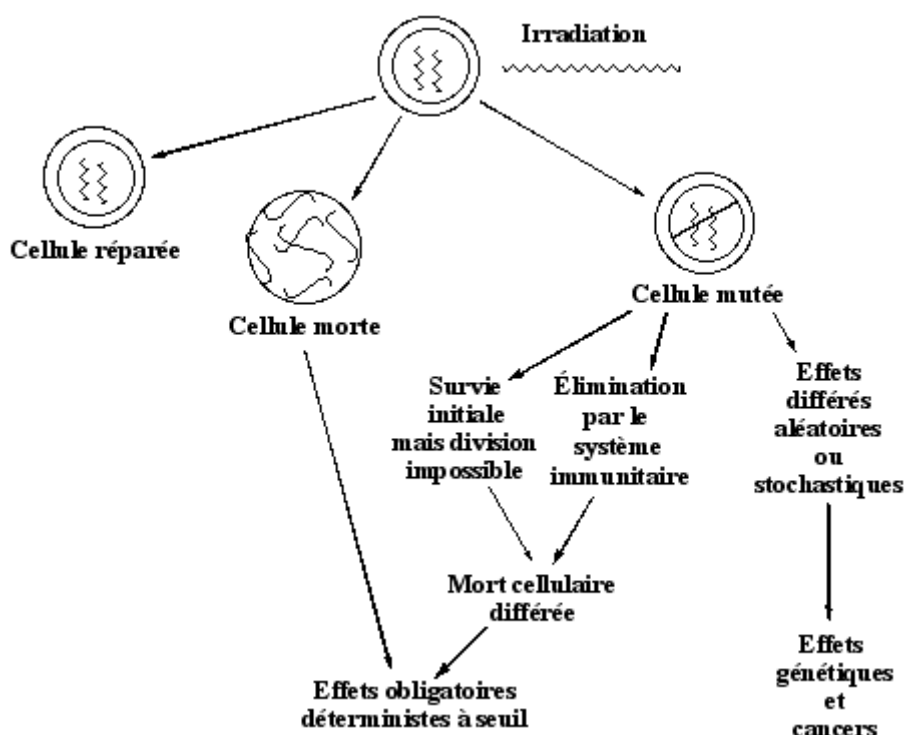 Irradiation
Cellule réparée
Cellule morte
Cellule mutée
Survie
initiale
mais division
impossible
Élimination
par le
système
immunitaire
Effets
différés
aléatoires
ou
stochastiques
Mort cellulaire
différée
Effets obligatoires
déterministes à seuil
Effets
génétiques
et
cancers